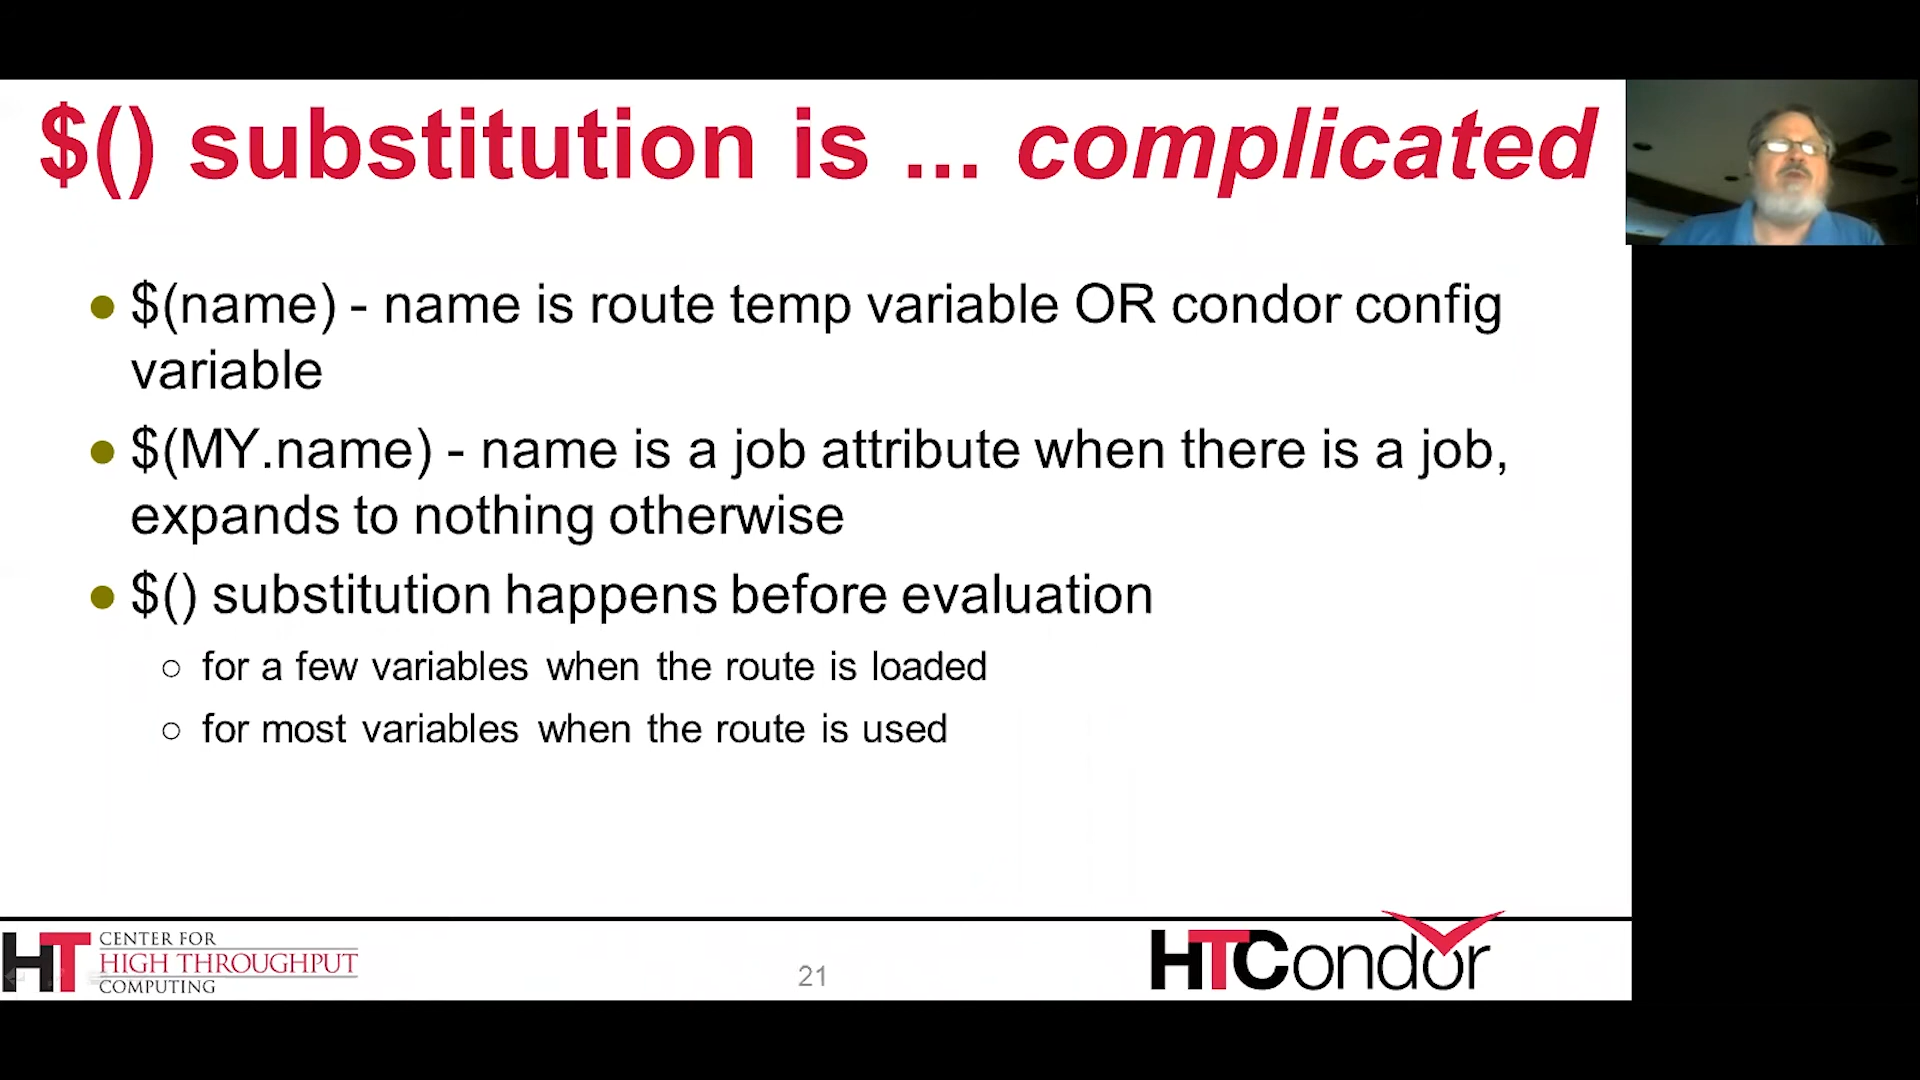 $() substitution is ... complicated
$(name) - name is route temp variable OR condor config
variable
$(MY.name) - name is a job attribute when there is a job,
expands to nothing otherwise
$() substitution happens before evaluation
for a few variables when the route is loaded
for most variables when the route is used
HT CENTER FOR
HIGH THROUGHPUT
COMPUTING
21
HTCondor